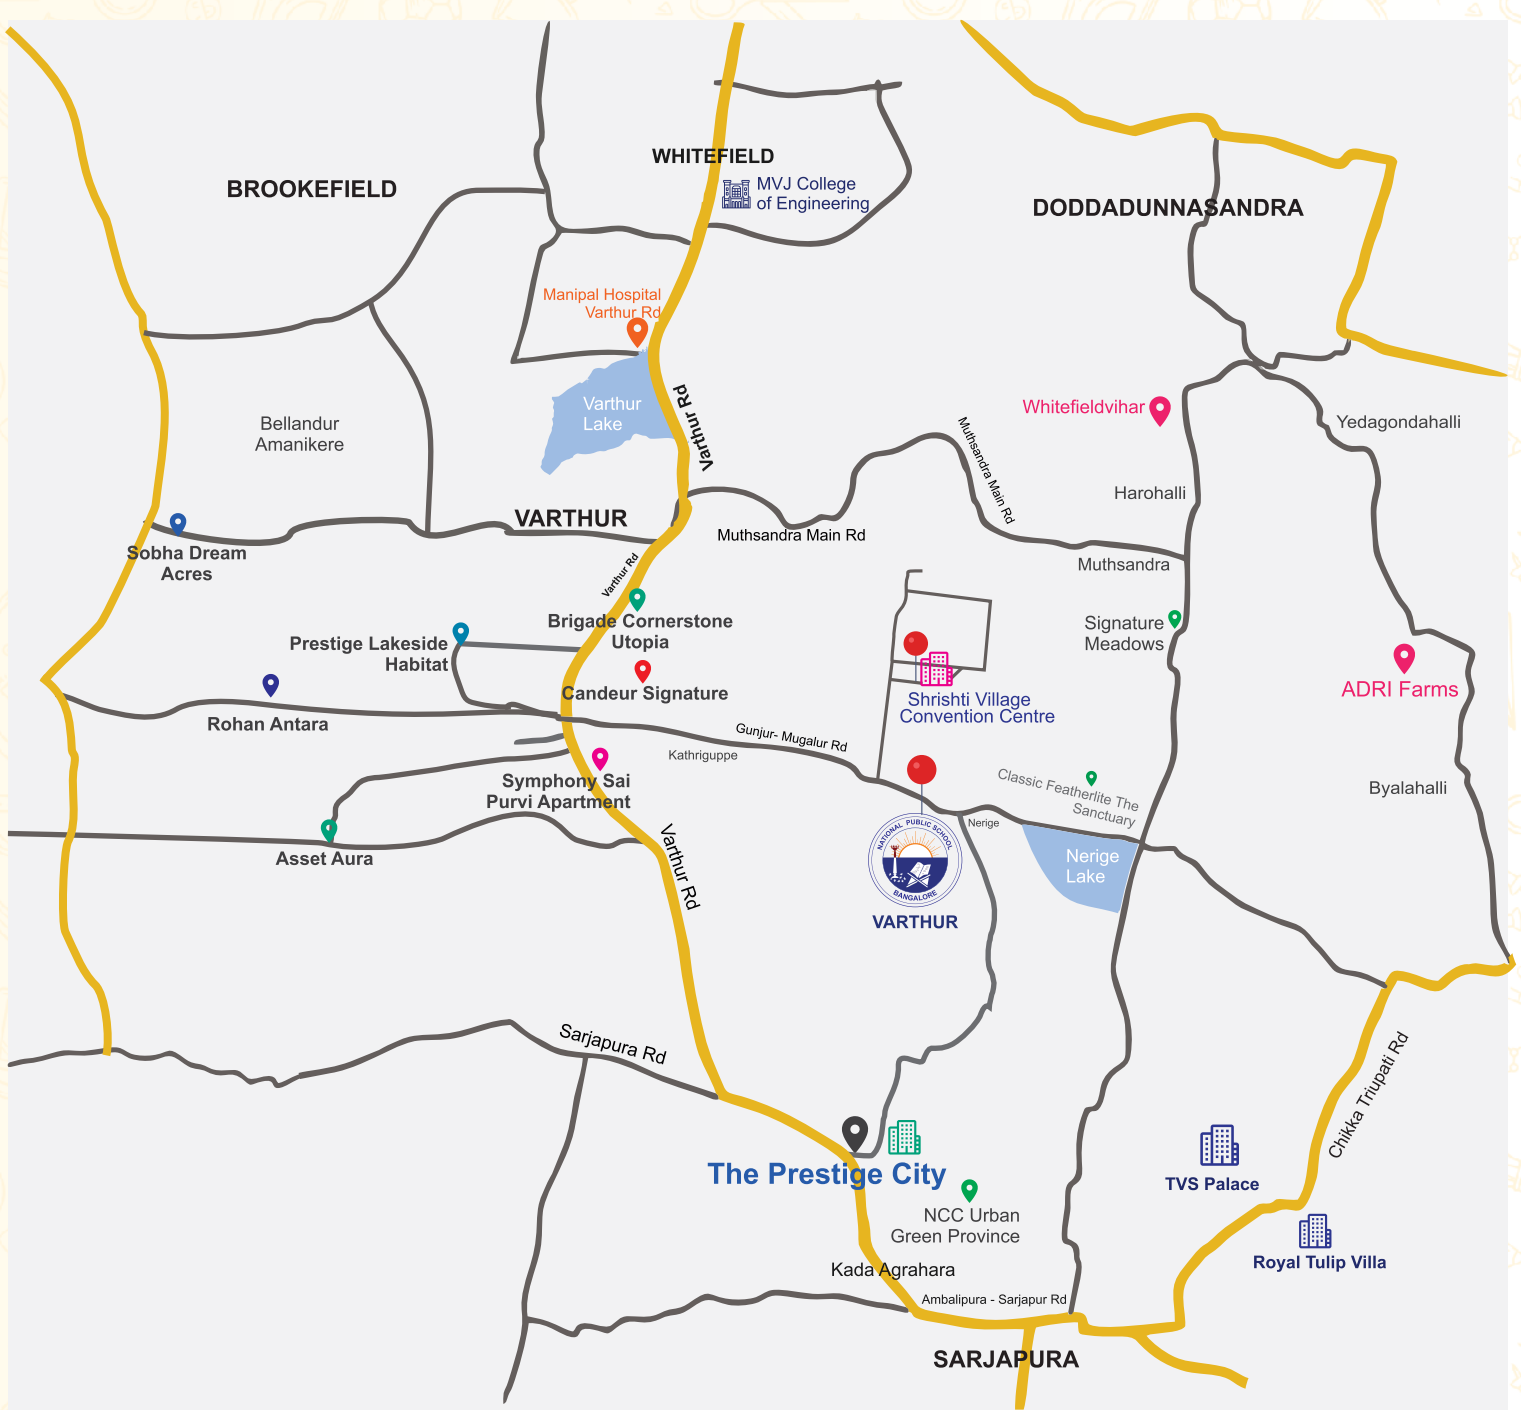 WHITEFIELD
BROOKEFIELD
MVJ College
of Engineering
DODDADUNNASANDRA
Manipal Hospital
Varthur Rd
Varthur
Lake
Varthur Rd
Whitefieldvihar
Yedagondahalli
Bellandur
Amanikere
Muthsandra Main Rd
Harohalli
VARTHUR
Muthsandra Main Rd
Sobha Dream
Acres
Varthur Rd
Muthsandra
Brigade Cornerstone
Utopia
Signature
Meadows
Prestige Lakeside
Habitat
Candeur Signature
ADRI Farms
Shrishti Village
Convention Centre
Rohan Antara
Gunjur- Mugalur Rd
Kathriguppe
Symphony Sai
Purvi Apartment
Classic Featherlite The
Sanctuary
Byalahalli
Nerige
NATIONAL PUBLIC SCHOOL
BANGALORE
VARTHUR
Nerige
Lake
Asset Aura
Varthur Rd
Sarjapura Rd
Chikka Triupati Rd
The Prestige City
TVS Palace
NCC Urban
Green Province
Royal Tulip Villa
Kada Agrahara
Ambalipura - Sarjapur Rd
SARJAPURA